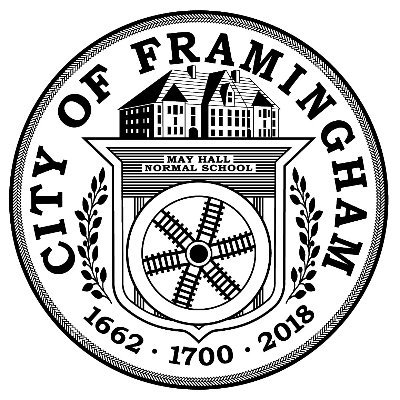 CITY OF FRAMINGHAM
MAY HALL
NORMAL SCHOOL
1662 · 1700 · 2018